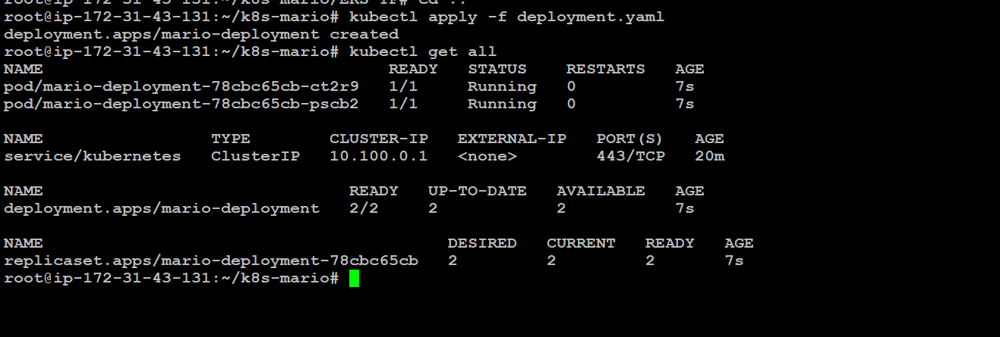 root@ip-172-31-43-131:~/k8s-mario/EKS-TF# cd ..
root@ip-172-31-43-131:~/k8s-mario# kubectl apply -f deployment.yaml
deployment.apps/mario-deployment created
root@ip-172-31-43-131:~/k8s-mario# kubectl get all
NAME READY STATUS RESTARTS AGE
pod/mario-deployment-78cbc65cb-ct2r9 1/1 Running 0 7s
pod/mario-deployment-78cbc65cb-pscb2 1/1 Running 0 7s
NAME TYPE CLUSTER-IP EXTERNAL-IP PORT(S) AGE
service/kubernetes ClusterIP 10.100.0.1 <none> 443/TCP 20m
NAME READY UP-TO-DATE AVAILABLE AGE
deployment.apps/mario-deployment 2/2 2 2 7s
NAME DESIRED CURRENT READY AGE
replicaset.apps/mario-deployment-78cbc65cb 2 2 2 7s
root@ip-172-31-43-131:~/k8s-mario#